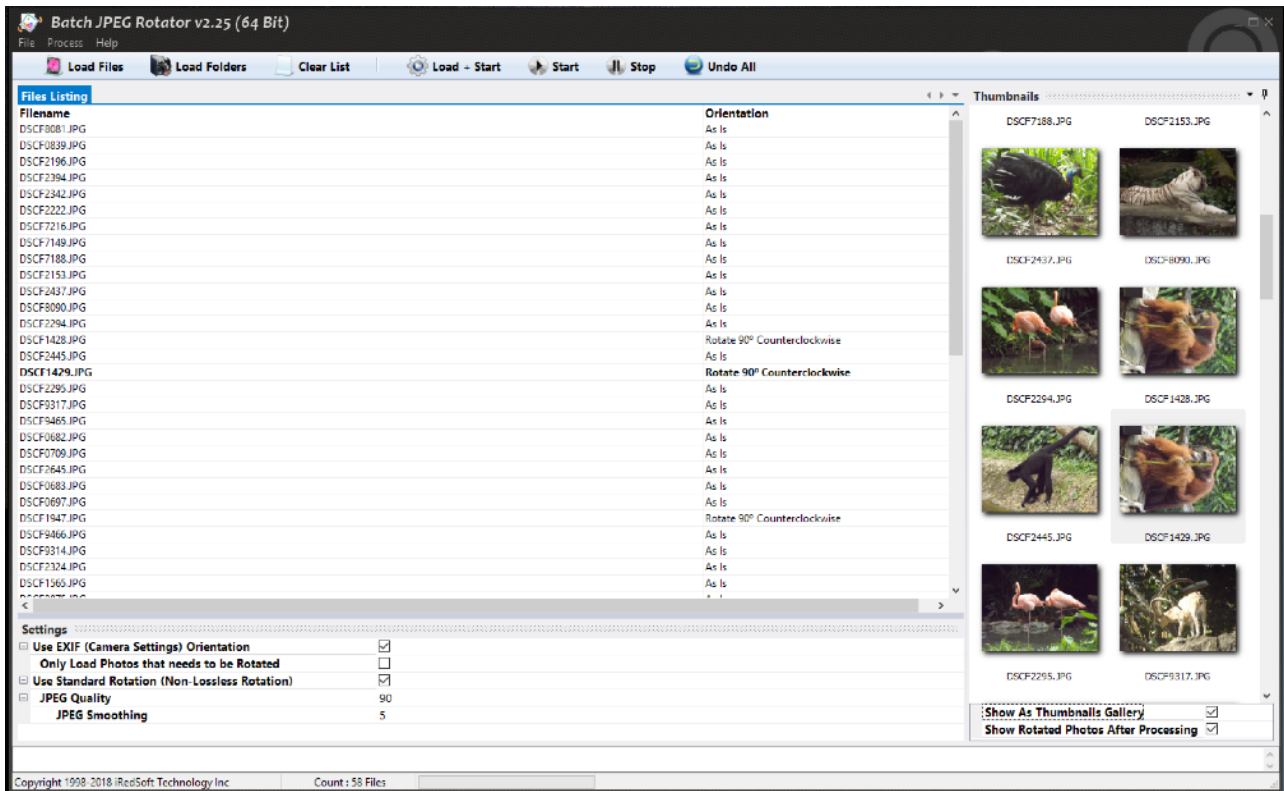 Batch JPEG Rotator v2.25 (64 Bit)
File Process Help
Load Files Load Folders Clear List Load + Start Start Stop Undo All
Files Listing
Filename Orientation
DSCF8081.JPG As Is
DSCF0839.JPG As Is
DSCF2196.JPG As Is
DSCF2394.JPG As Is
DSCF2342.JPG As Is
DSCF2222.JPG As Is
DSCF7216.JPG As Is
DSCF7149.JPG As Is
DSCF7188.JPG As Is
DSCF2153.JPG As Is
DSCF2437.JPG As Is
DSCF8090.JPG As Is
DSCF2294.JPG As Is
DSCF1428.JPG Rotate 90º Counterclockwise
DSCF2445.JPG As Is
DSCF1429.JPG Rotate 90º Counterclockwise
DSCF2295.JPG As Is
DSCF9317.JPG As Is
DSCF9465.JPG As Is
DSCF0682.JPG As Is
DSCF0709.JPG As Is
DSCF2645.JPG As Is
DSCF0683.JPG As Is
DSCF0697.JPG As Is
DSCF1947.JPG Rotate 90º Counterclockwise
DSCF9466.JPG As Is
DSCF9314.JPG As Is
DSCF2324.JPG As Is
DSCF1565.JPG As Is
Settings
Use EXIF (Camera Settings) Orientation
Only Load Photos that needs to be Rotated
Use Standard Rotation (Non-Lossless Rotation)
JPEG Quality 90
JPEG Smoothing 5
Thumbnails
DSCF7188.JPG DSCF2153.JPG
DSCF2437.JPG DSCF8090.JPG
DSCF2294.JPG DSCF1428.JPG
DSCF2445.JPG DSCF1429.JPG
DSCF2295.JPG DSCF9317.JPG
Show As Thumbnails Gallery
Show Rotated Photos After Processing
Copyright 1998-2018 iRedSoft Technology Inc Count : 58 Files